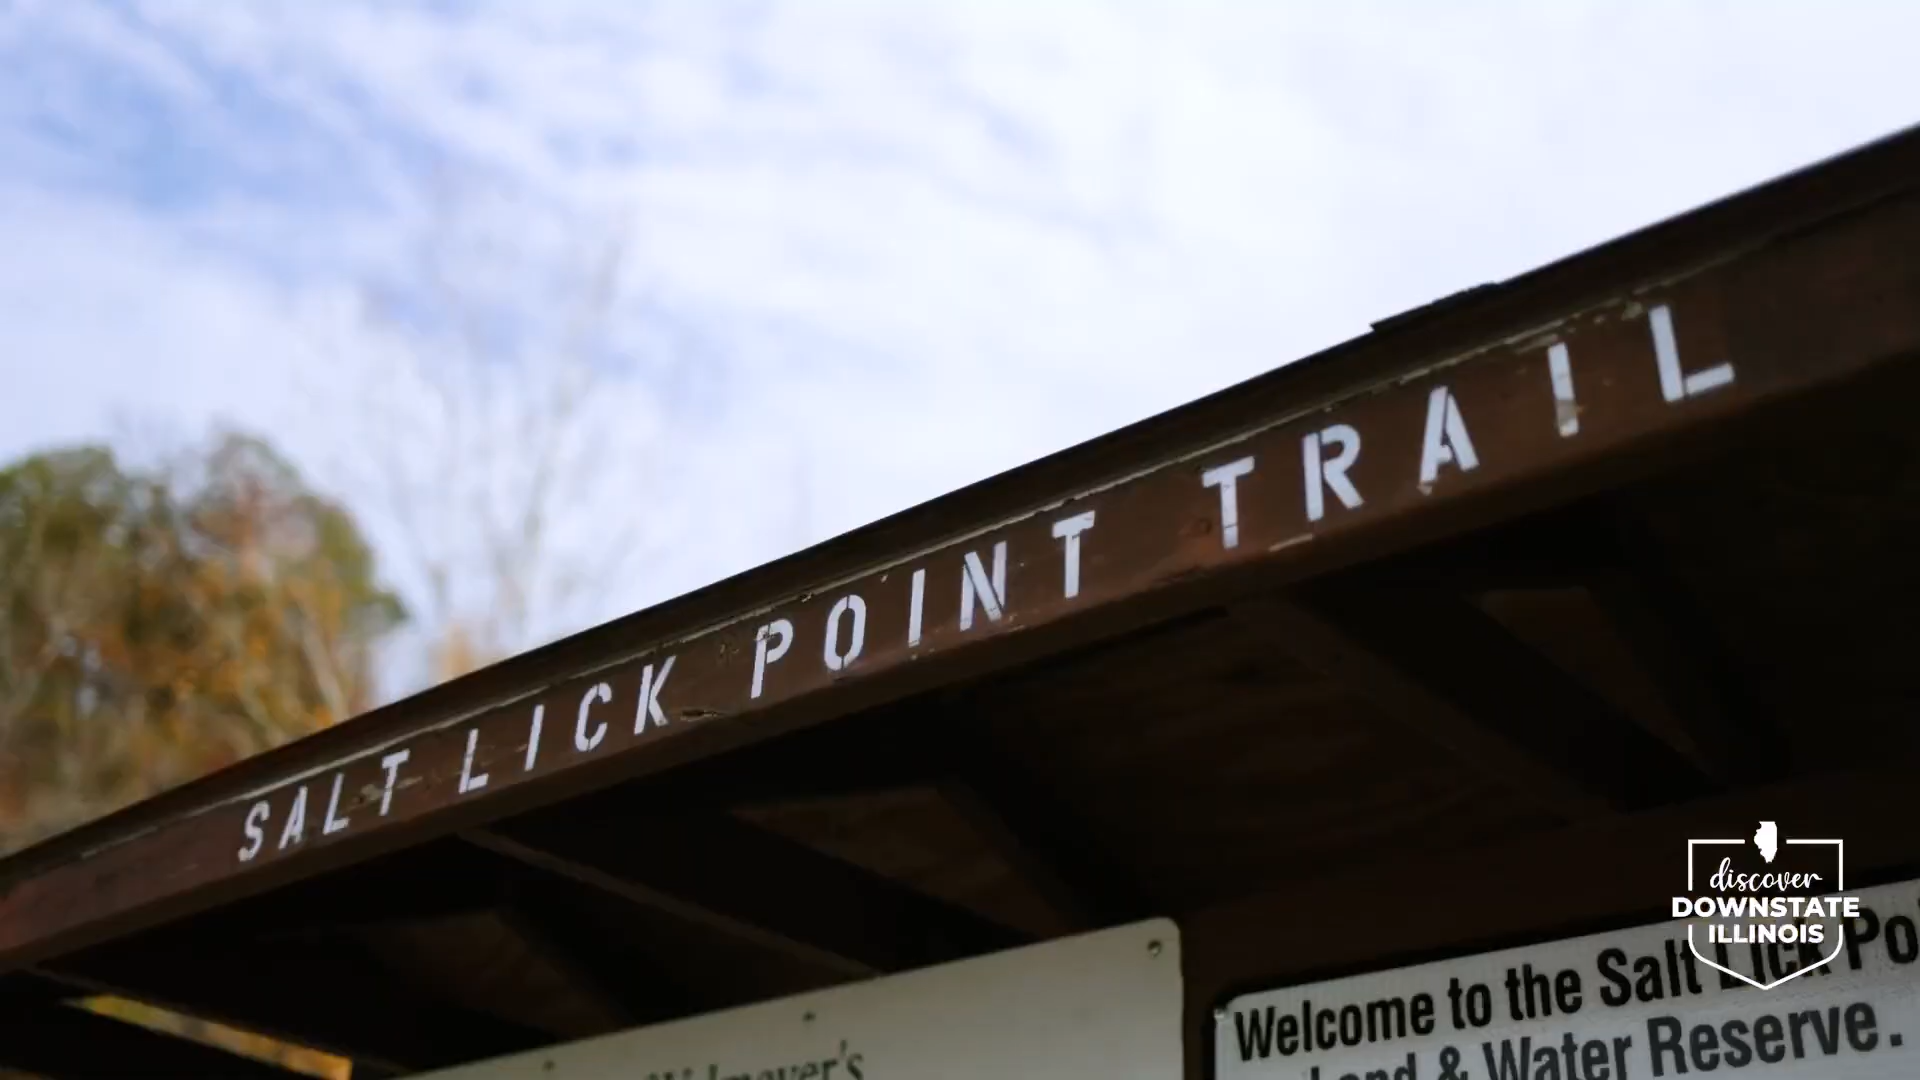 SALT LICK POINT TRAIL
discover
DOWNSTATE
ILLINOIS
Welcome to the Salt Lick
& Water Reserve.